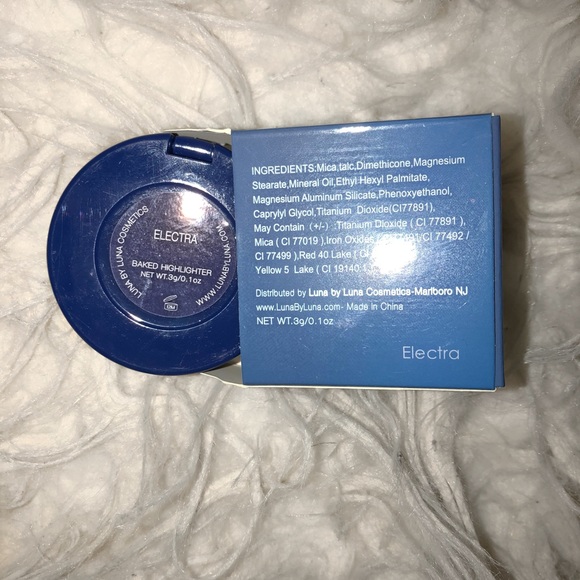 LUNA BY LUNA COSMETICS
ELECTRA
BAKED HIGHLIGHTER
NET WT.3g/0.1oz
WWW.LUNABYLUNA.COM
12M
INGREDIENTS:Mica,talc,Dimethicone,Magnesium
Stearate,Mineral Oil,Ethyl Hexyl Palmitate,
Magnesium Aluminum Silicate,Phenoxyethanol,
Caprylyl Glycol,Titanium Dioxide(CI77891),
May Contain (+/-) :Titanium Dioxide ( CI 77891 ),
Mica ( CI 77019 ),Iron Oxides /CI 77492 /
CI 77499 ),Red 40 Lake ( CI
Yellow 5 Lake ( CI 19140
Distributed by Luna by Luna Cosmetics-Marlboro NJ
www.LunaByLuna.com- Made in China
NET WT.3g/0.1oz
Electra